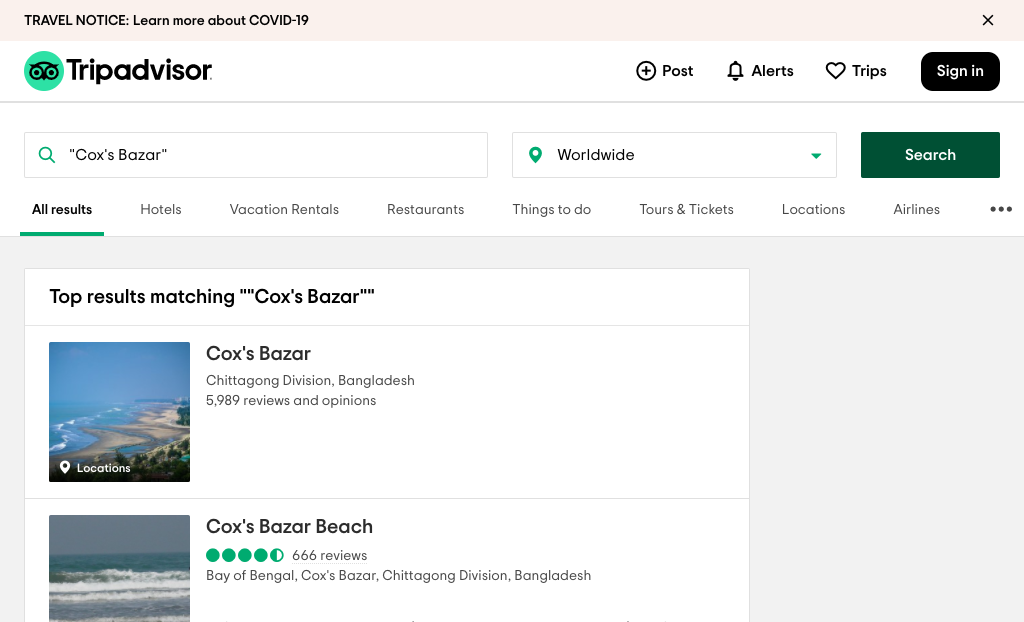 TRAVEL NOTICE: Learn more about COVID-19
Tripadvisor
Post
Alerts
Trips
Sign in
"Cox's Bazar"
Worldwide
Search
All results
Hotels
Vacation Rentals
Restaurants
Things to do
Tours & Tickets
Locations
Airlines
Top results matching ""Cox's Bazar""
Cox's Bazar
Chittagong Division, Bangladesh
5,989 reviews and opinions
Locations
Cox's Bazar Beach
666 reviews
Bay of Bengal, Cox's Bazar, Chittagong Division, Bangladesh